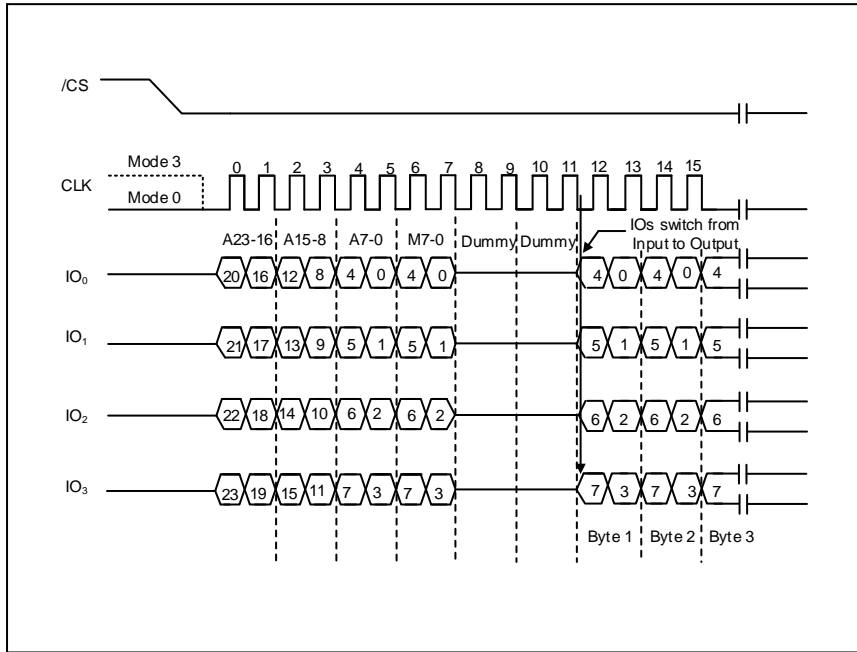 /CS
Mode 3
CLK
Mode 0
0 1 2 3 4 5 6 7 8 9 10 11 12 13 14 15
A23-16 A15-8 A7-0 M7-0 Dummy Dummy
IOs switch from
Input to Output
IO₀ 20 16 12 8 4 0 4 0 4 0 4 0 4
IO₁ 21 17 13 9 5 1 5 1 5 1 5 1 5
IO₂ 22 18 14 10 6 2 6 2 6 2 6 2 6
IO₃ 23 19 15 11 7 3 7 3 7 3 7 3 7
Byte 1 Byte 2 Byte 3